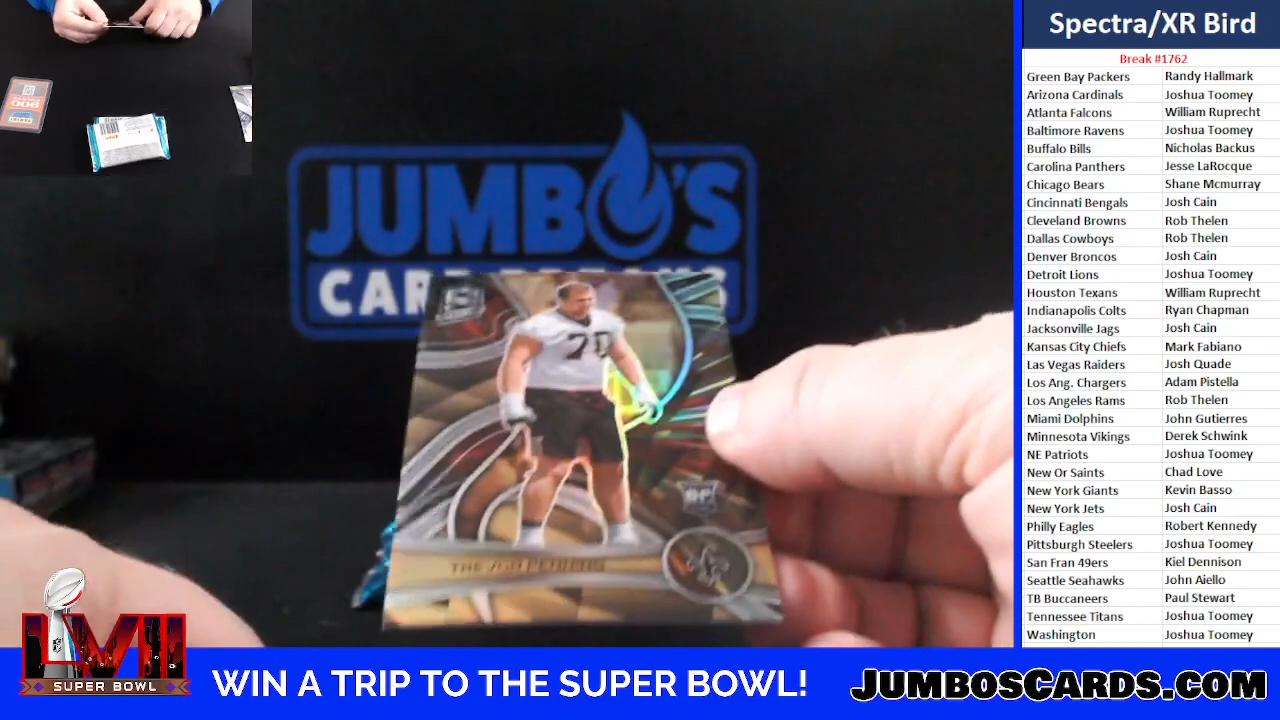 JUMBO'S
CAR
70
TREVOR PENNING
WIN A TRIP TO THE SUPER BOWL!
JUMBOSCARDS.COM
LVII
SUPER BOWL
Spectra/XR Bird
Break #1762
Green Bay Packers Randy Hallmark
Arizona Cardinals Joshua Toomey
Atlanta Falcons William Ruprecht
Baltimore Ravens Joshua Toomey
Buffalo Bills Nicholas Backus
Carolina Panthers Jesse LaRocque
Chicago Bears Shane Mcmurray
Cincinnati Bengals Josh Cain
Cleveland Browns Rob Thelen
Dallas Cowboys Rob Thelen
Denver Broncos Josh Cain
Detroit Lions Joshua Toomey
Houston Texans William Ruprecht
Indianapolis Colts Ryan Chapman
Jacksonville Jags Josh Cain
Kansas City Chiefs Mark Fabiano
Las Vegas Raiders Josh Quade
Los Ang. Chargers Adam Pistella
Los Angeles Rams Rob Thelen
Miami Dolphins John Gutierres
Minnesota Vikings Derek Schwink
NE Patriots Joshua Toomey
New Or Saints Chad Love
New York Giants Kevin Basso
New York Jets Josh Cain
Philly Eagles Robert Kennedy
Pittsburgh Steelers Joshua Toomey
San Fran 49ers Kiel Dennison
Seattle Seahawks John Aiello
TB Buccaneers Paul Stewart
Tennessee Titans Joshua Toomey
Washington Joshua Toomey